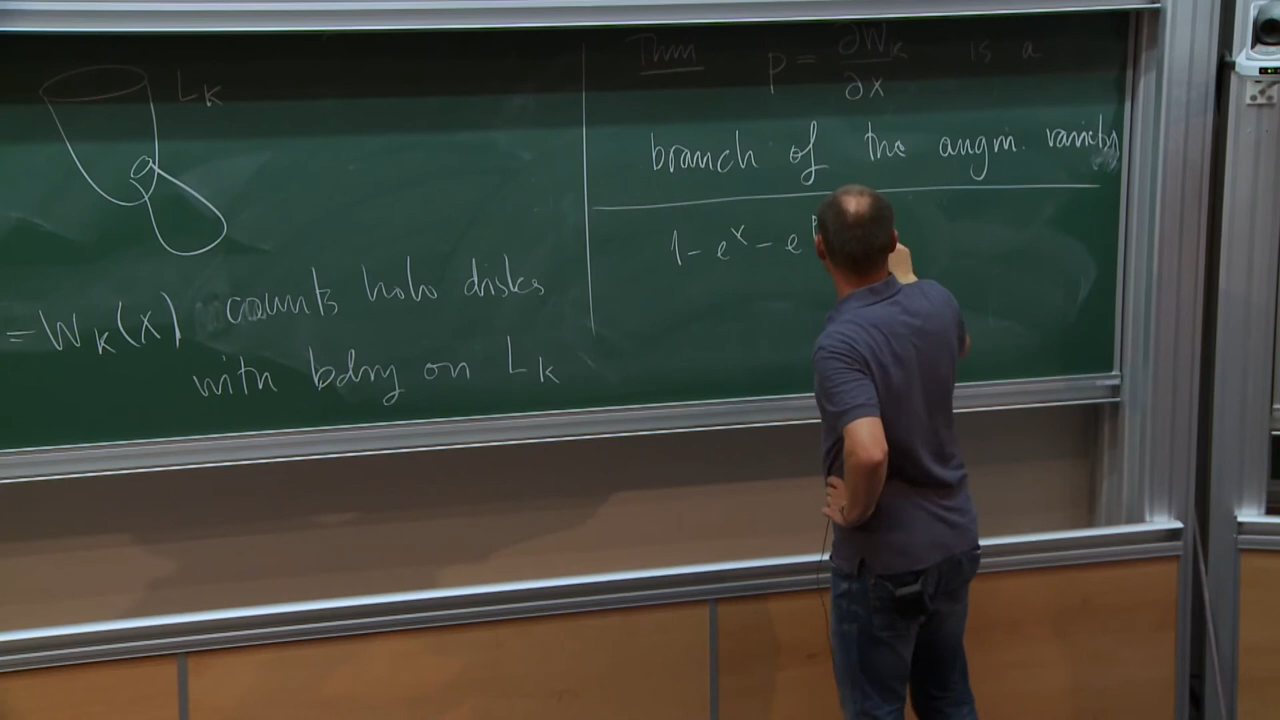 L_K
= W_K(x) counts holo disks
with bdry on L_K
Thm p = ∂W_K/∂x is a
branch of the augm. variety
1 - e^x - e